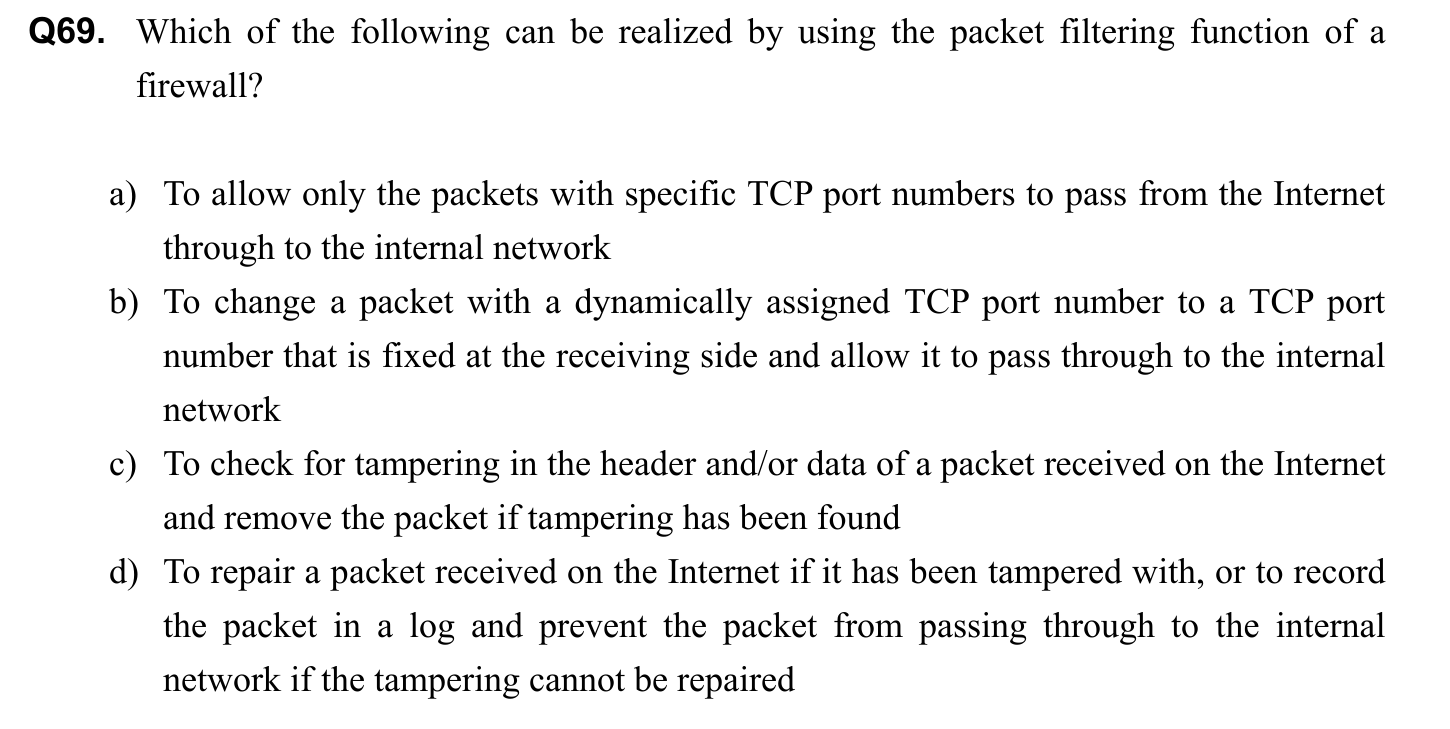 Q69. Which of the following can be realized by using the packet filtering function of a
firewall?
a) To allow only the packets with specific TCP port numbers to pass from the Internet
through to the internal network
b) To change a packet with a dynamically assigned TCP port number to a TCP port
number that is fixed at the receiving side and allow it to pass through to the internal
network
c) To check for tampering in the header and/or data of a packet received on the Internet
and remove the packet if tampering has been found
d) To repair a packet received on the Internet if it has been tampered with, or to record
the packet in a log and prevent the packet from passing through to the internal
network if the tampering cannot be repaired